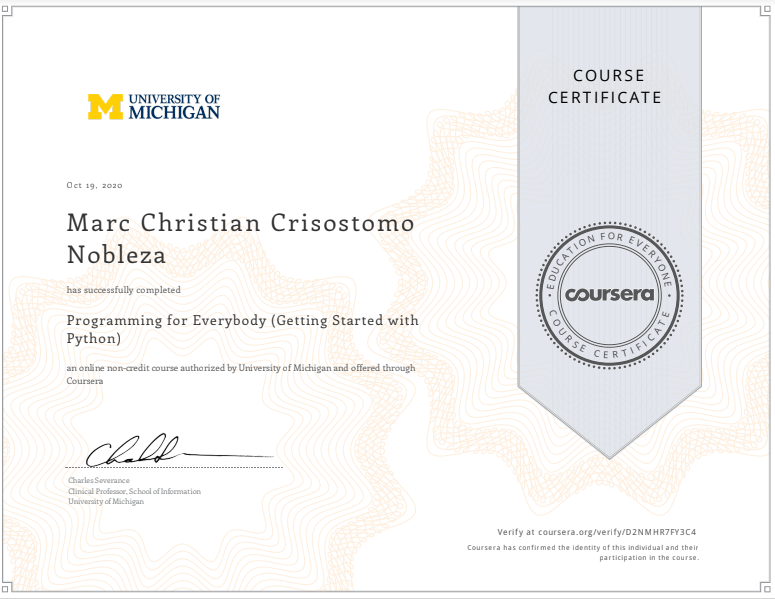 UNIVERSITY OF
MICHIGAN
COURSE
CERTIFICATE
Oct 19, 2020
Marc Christian Crisostomo
Nobleza
has successfully completed
Programming for Everybody (Getting Started with
Python)
an online non-credit course authorized by University of Michigan and offered through
Coursera
EDUCATION FOR EVERYONE
coursera
COURSE CERTIFICATE
Charles Severance
Clinical Professor, School of Information
University of Michigan
Verify at coursera.org/verify/D2NMHR7FY3C4
Coursera has confirmed the identity of this individual and their
participation in the course.